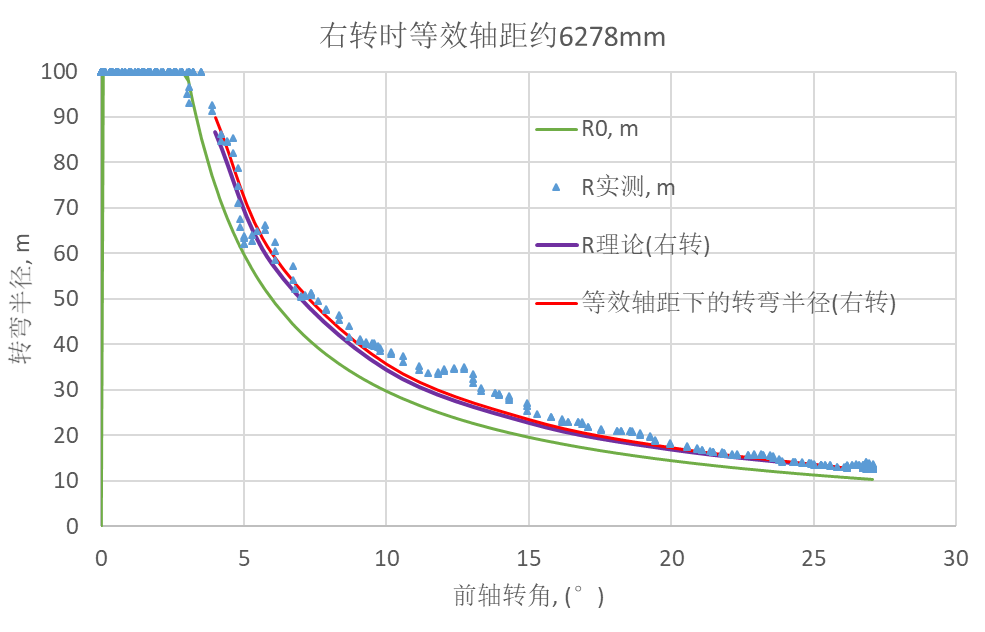 右转时等效轴距约6278mm
100
90
80
70
60
50
40
30
20
10
0
转弯半径, m
R0, m
R实测, m
R理论(右转)
等效轴距下的转弯半径(右转)
0 5 10 15 20 25 30
前轴转角, (°)